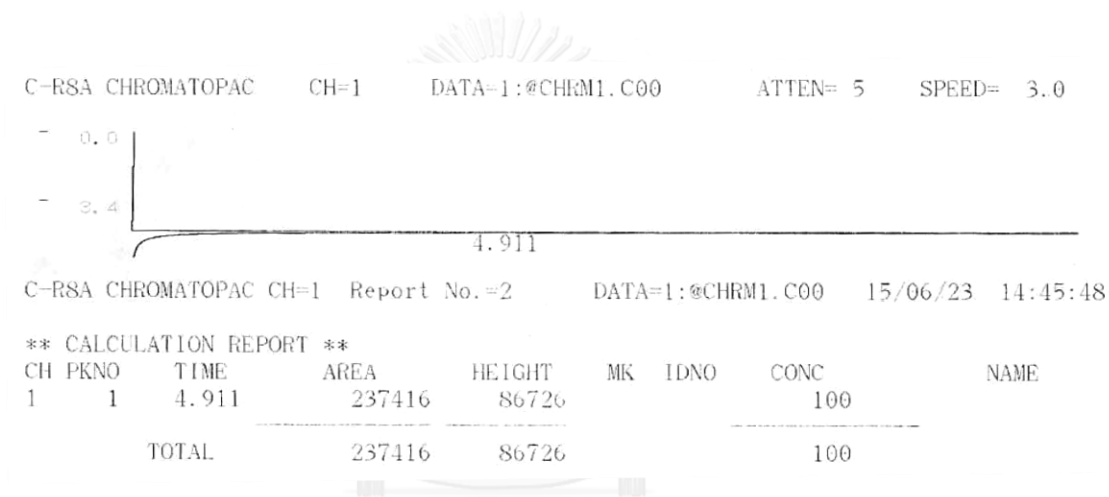 C-R8A CHROMATOPAC CH=1 DATA=1:@CHRM1.C00 ATTEN= 5 SPEED= 3.0
0.0
3.4
4.911
C-R8A CHROMATOPAC CH=1 Report No.=2 DATA=1:@CHRM1.C00 15/06/23 14:45:48
** CALCULATION REPORT **
CH PKNO TIME AREA HEIGHT MK IDNO CONC NAME
1 1 4.911 237416 86726 100
TOTAL 237416 86726 100